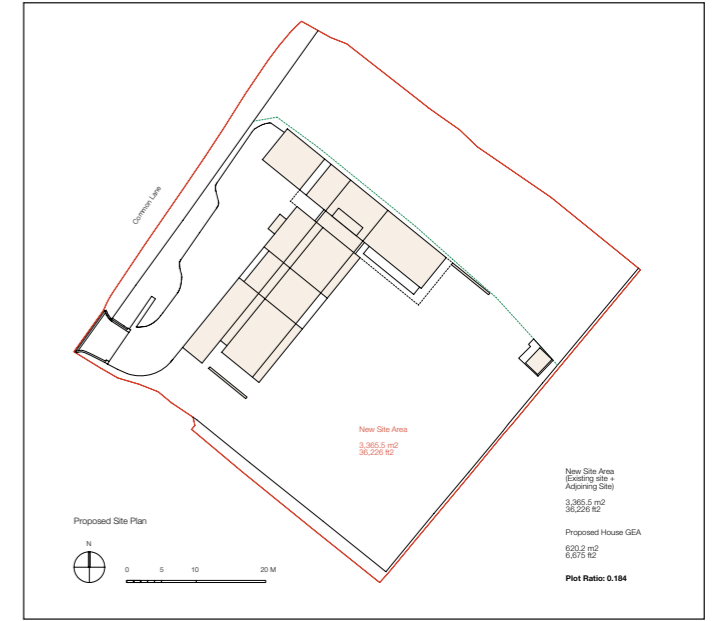 Common Lane
New Site Area
3,365.5 m2
36,226 ft2
New Site Area
(Existing site +
Adjoining Site)
3,365.5 m2
36,226 ft2
Proposed House GEA
620.2 m2
6,675 ft2
Plot Ratio: 0.184
Proposed Site Plan
N
0 5 10 20 M